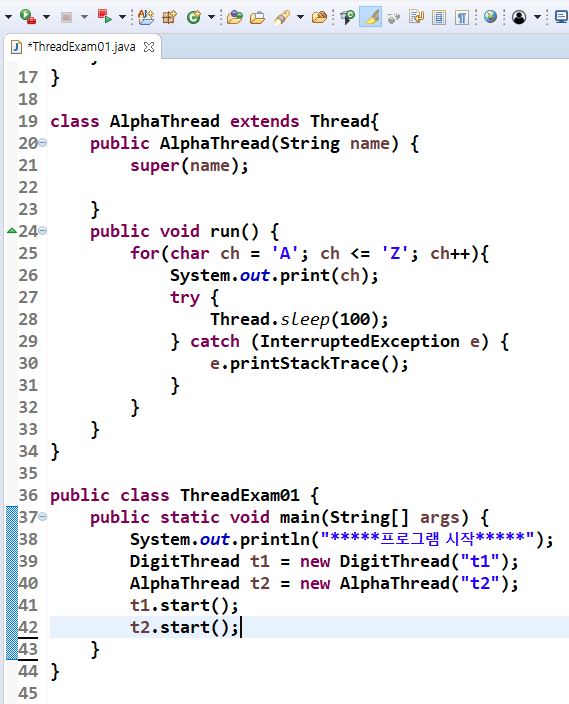 *ThreadExam01.java
17 }
18
19 class AlphaThread extends Thread{
20     public AlphaThread(String name) {
21         super(name);
22
23     }
24     public void run() {
25         for(char ch = 'A'; ch <= 'Z'; ch++){
26             System.out.print(ch);
27             try {
28                 Thread.sleep(100);
29             } catch (InterruptedException e) {
30                 e.printStackTrace();
31             }
32         }
33     }
34 }
35
36 public class ThreadExam01 {
37     public static void main(String[] args) {
38         System.out.println("*****프로그램 시작*****");
39         DigitThread t1 = new DigitThread("t1");
40         AlphaThread t2 = new AlphaThread("t2");
41         t1.start();
42         t2.start();
43     }
44 }
45